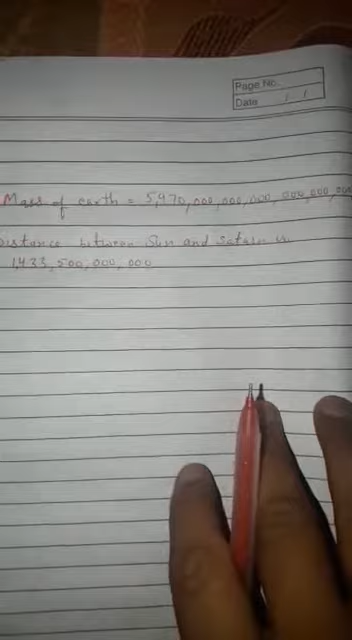 Page No.
Date / /
Mass of earth = 5,970,000,000,000,000,000,000
Distance between Sun and Saturn is
1,433,500,000,000